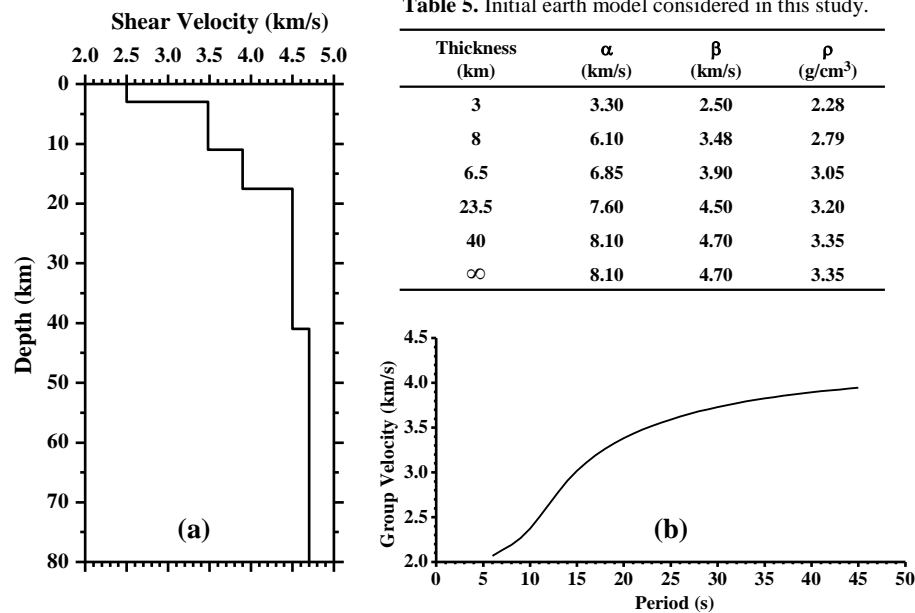 Shear Velocity (km/s)
2.0 2.5 3.0 3.5 4.0 4.5 5.0
0
10
20
30
40
50
60
70
80
Depth (km)
(a)
Table 5. Initial earth model considered in this study.
Thickness (km) α (km/s) β (km/s) ρ (g/cm³)
3 3.30 2.50 2.28
8 6.10 3.48 2.79
6.5 6.85 3.90 3.05
23.5 7.60 4.50 3.20
40 8.10 4.70 3.35
∞ 8.10 4.70 3.35
Group Velocity (km/s)
4.5
4.0
3.5
3.0
2.5
2.0
(b)
0 5 10 15 20 25 30 35 40 45 50
Period (s)